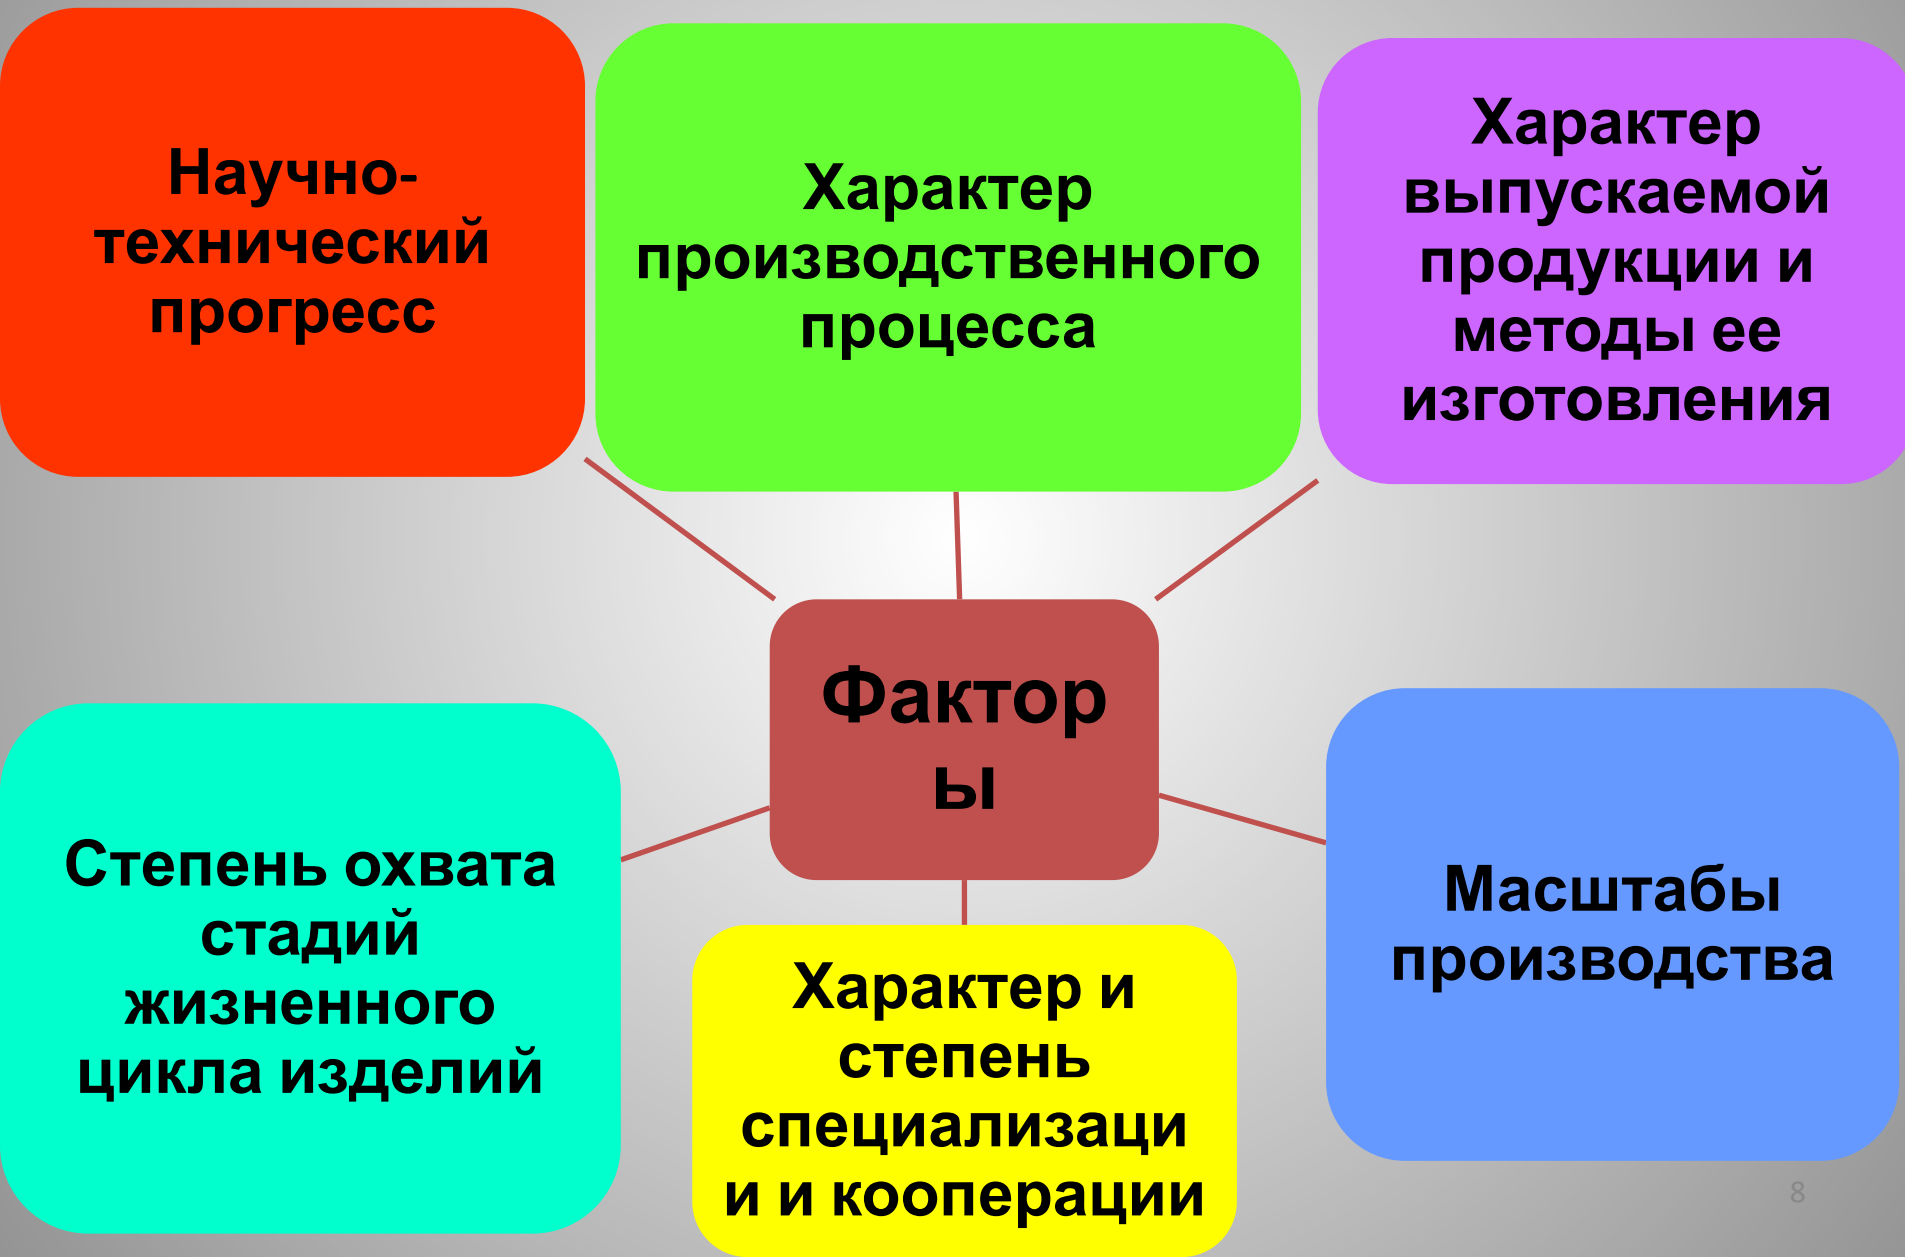 Научно-
технический
прогресс
Характер
производственного
процесса
Характер
выпускаемой
продукции и
методы ее
изготовления
Фактор
ы
Степень охвата
стадий
жизненного
цикла изделий
Характер и
степень
специализаци
и и кооперации
Масштабы
производства
8